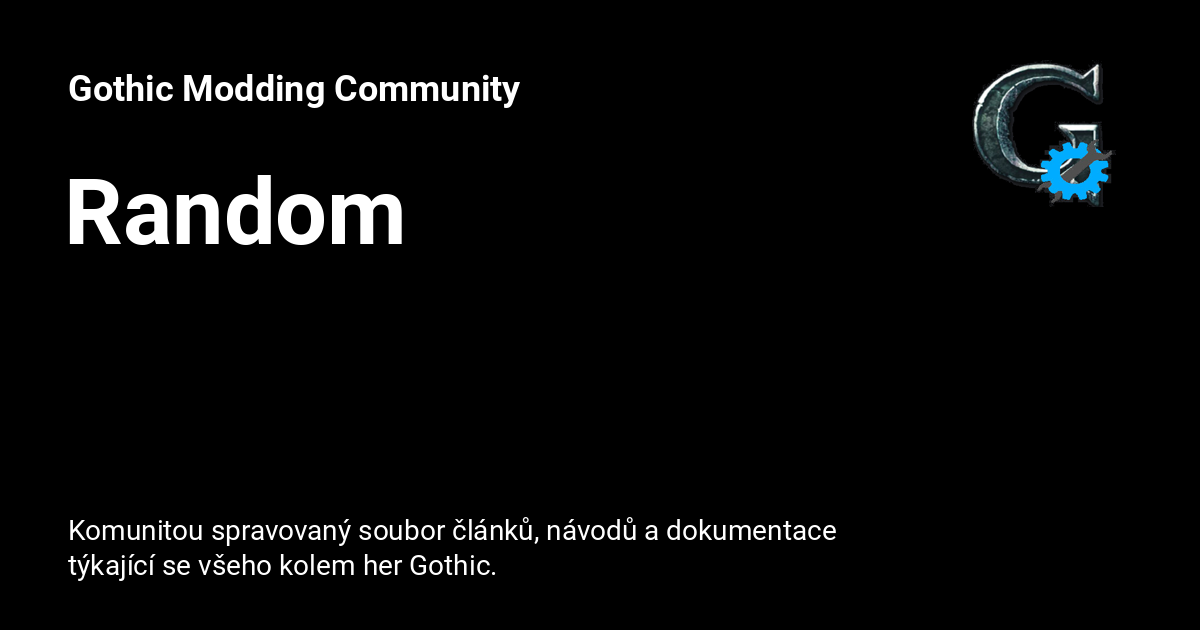 Gothic Modding Community
Random
Komunitou spravovaný soubor článků, návodů a dokumentace
týkající se všeho kolem her Gothic.